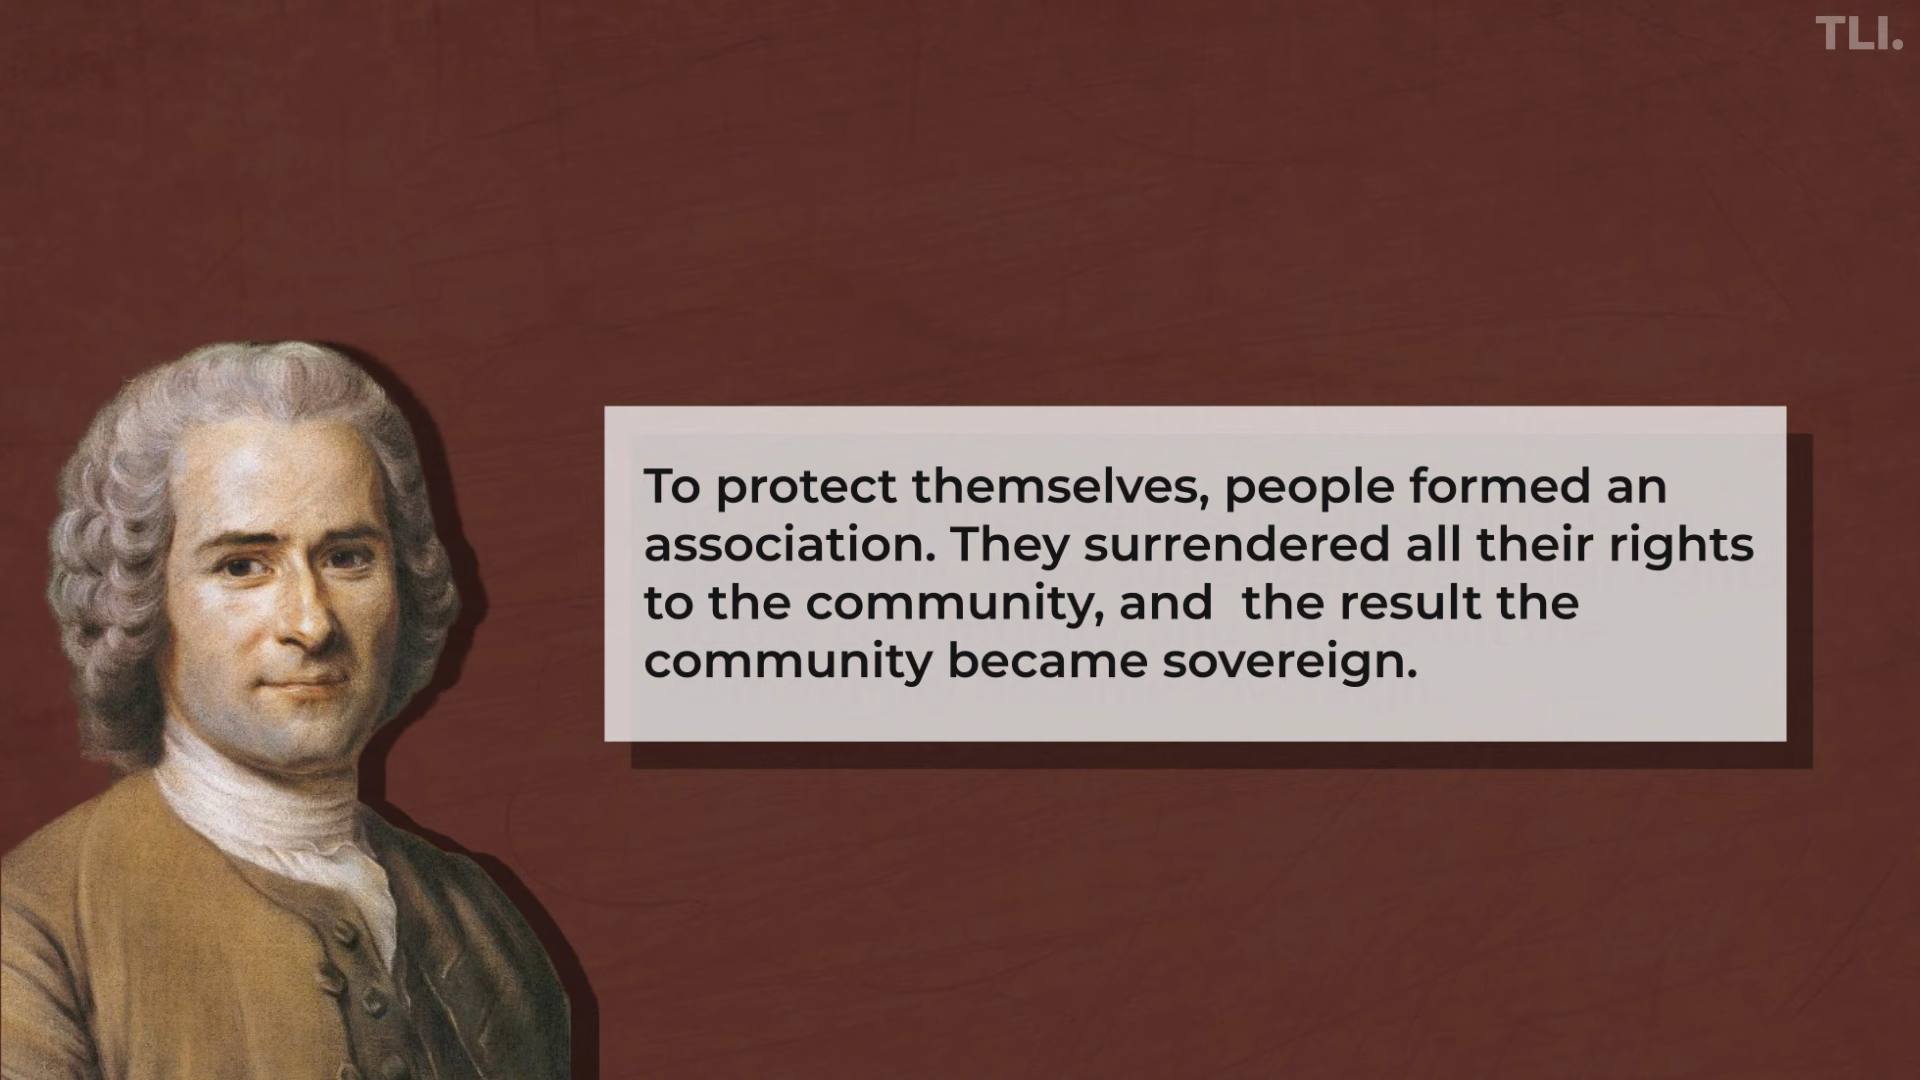 TLI.
To protect themselves, people formed an
association. They surrendered all their rights
to the community, and  the result the
community became sovereign.